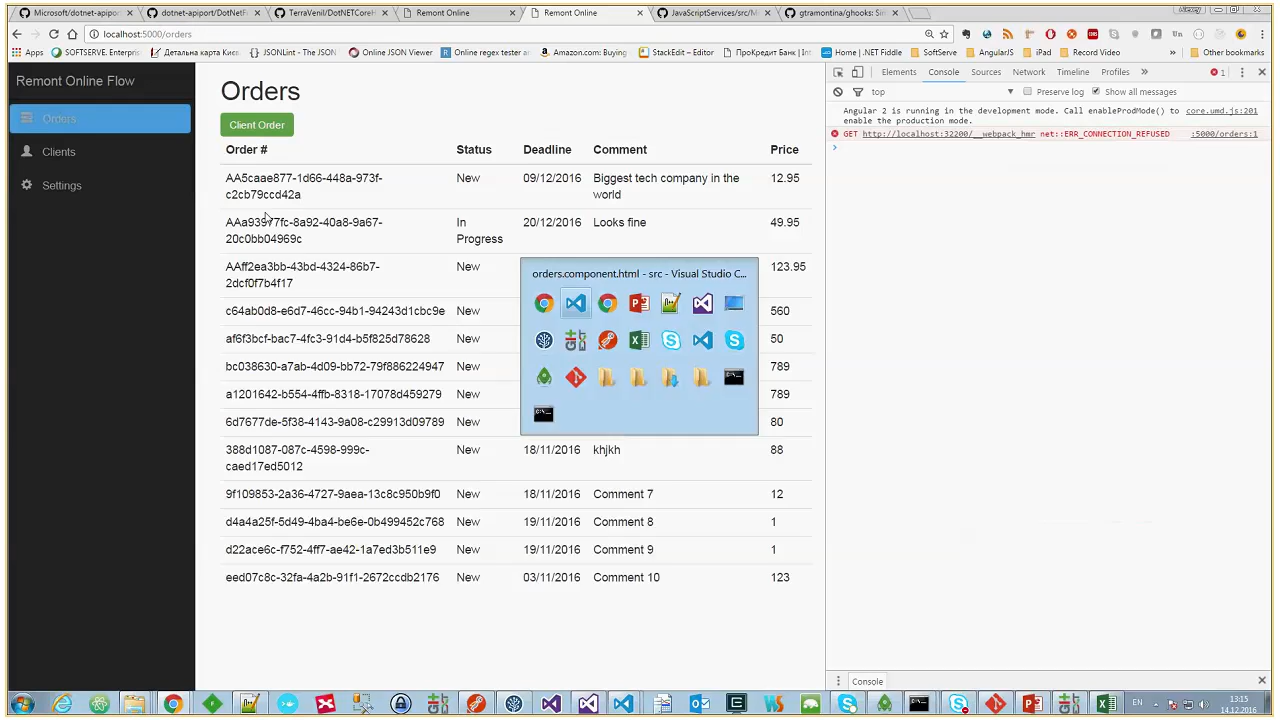 Microsoft/dotnet-apiport
dotnet-apiport/DotNetF
TerraVenil/DotNETCoreH
Remont Online
Remont Online
JavaScriptServices/src/M
gtramontina/ghooks: Sim
localhost:5000/orders
Apps
SOFTSERVE. Enterpris
Детальна карта Києв
JSONLint - The JSON
Online JSON Viewer
Online regex tester an
Amazon.com: Buying
StackEdit – Editor
ПроКредит Банк | Інт
Home | .NET Fiddle
SoftServe
AngularJS
iPad
Record Video
»
Other bookmarks
Remont Online Flow
Orders
Clients
Settings
Orders
Client Order
Order # Status Deadline Comment Price
AA5caae877-1d66-448a-973f- New 09/12/2016 Biggest tech company in the 12.95
c2cb79ccd42a world
AAa93977fc-8a92-40a8-9a67- In 20/12/2016 Looks fine 49.95
20c0bb04969c Progress
AAff2ea3bb-43bd-4324-86b7- New 123.95
2dcf0f7b4f17
c64ab0d8-e6d7-46cc-94b1-94243d1cbc9e New 560
af6f3bcf-bac7-4fc3-91d4-b5f825d78628 New 50
bc038630-a7ab-4d09-bb72-79f886224947 New 789
a1201642-b554-4ffb-8318-17078d459279 New 789
6d7677de-5f38-4143-9a08-c29913d09789 New 80
388d1087-087c-4598-999c- New 18/11/2016 khjkh 88
caed17ed5012
9f109853-2a36-4727-9aea-13c8c950b9f0 New 18/11/2016 Comment 7 12
d4a4a25f-5d49-4ba4-be6e-0b499452c768 New 19/11/2016 Comment 8 1
d22ace6c-f752-4ff7-ae42-1a7ed3b511e9 New 19/11/2016 Comment 9 1
eed07c8c-32fa-4a2b-91f1-2672ccdb2176 New 03/11/2016 Comment 10 123
orders.component.html - src - Visual Studio C...
Elements Console Sources Network Timeline Profiles » 1
top Preserve log Show all messages
Angular 2 is running in the development mode. Call enableProdMode() to core.umd.js:201
enable the production mode.
GET http://localhost:32200/__webpack_hmr net::ERR_CONNECTION_REFUSED :5000/orders:1
Console
EN
13:15
14.12.2016